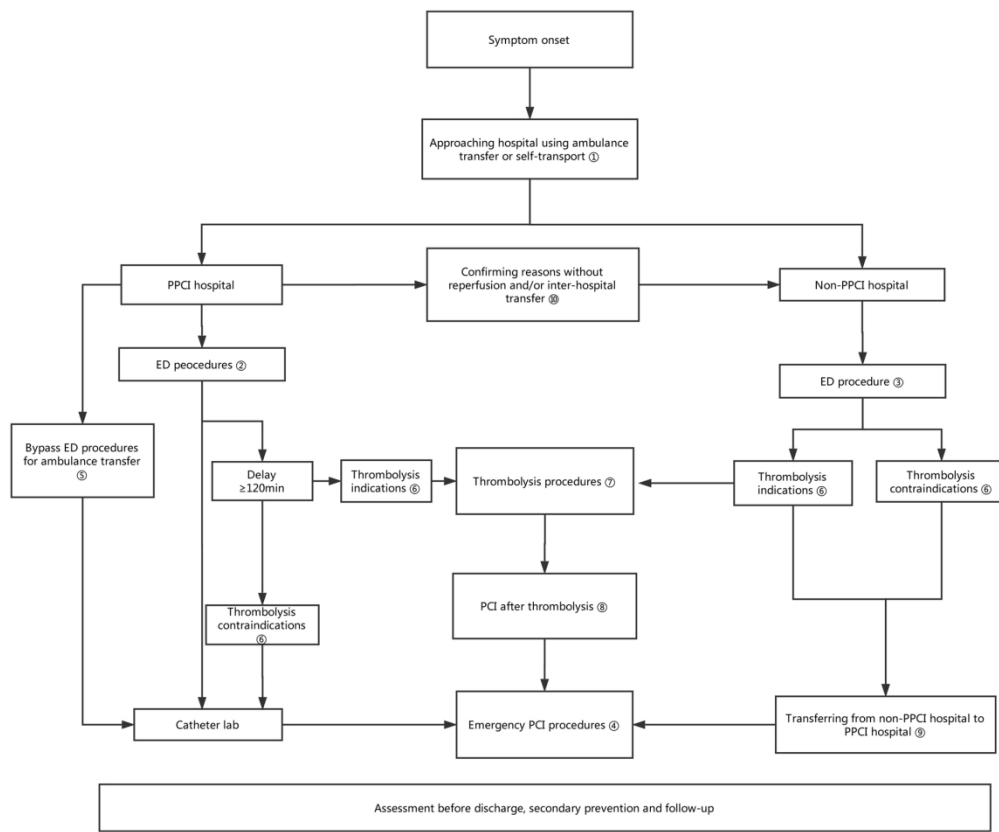 Symptom onset
Approaching hospital using ambulance
transfer or self-transport ①
PPCI hospital
Confirming reasons without
reperfusion and/or inter-hospital
transfer ⑩
Non-PPCI hospital
ED peocedures ②
ED procedure ③
Bypass ED procedures
for ambulance transfer
⑤
Delay
≥120min
Thrombolysis
indications ⑥
Thrombolysis procedures ⑦
Thrombolysis
indications ⑥
Thrombolysis
contraindications ⑥
Thrombolysis
contraindications
⑥
PCI after thrombolysis ⑧
Catheter lab
Emergency PCI procedures ④
Transferring from non-PPCI hospital to
PPCI hospital ⑨
Assessment before discharge, secondary prevention and follow-up